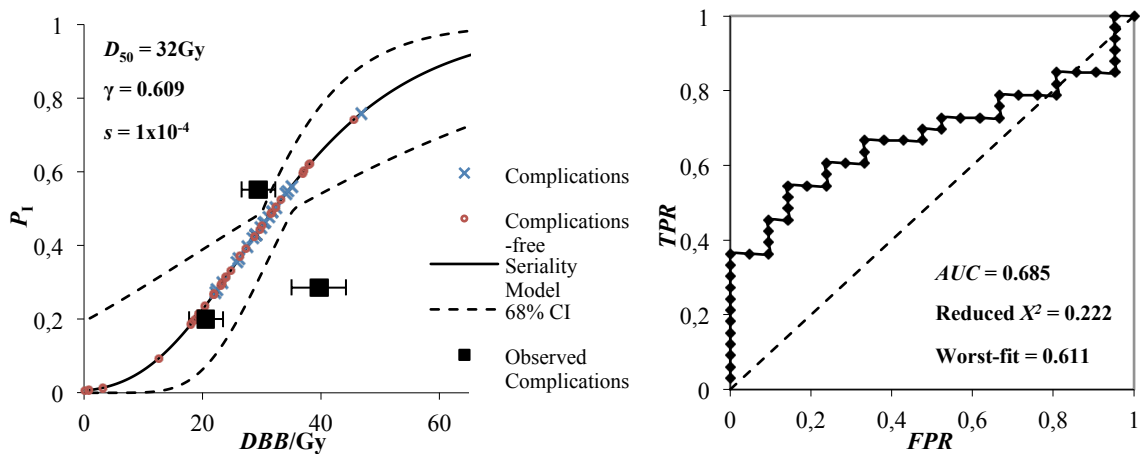 1
0,8
0,6
0,4
0,2
0
P_I
0
20
40
60
DBB/Gy
D₅₀ = 32Gy
γ = 0.609
s = 1x10⁻⁴
Complications
Complications
-free
Seriality
Model
68% CI
Observed
Complications
1
0,8
0,6
0,4
0,2
0
TPR
0
0,2
0,4
0,6
0,8
1
FPR
AUC = 0.685
Reduced X² = 0.222
Worst-fit = 0.611